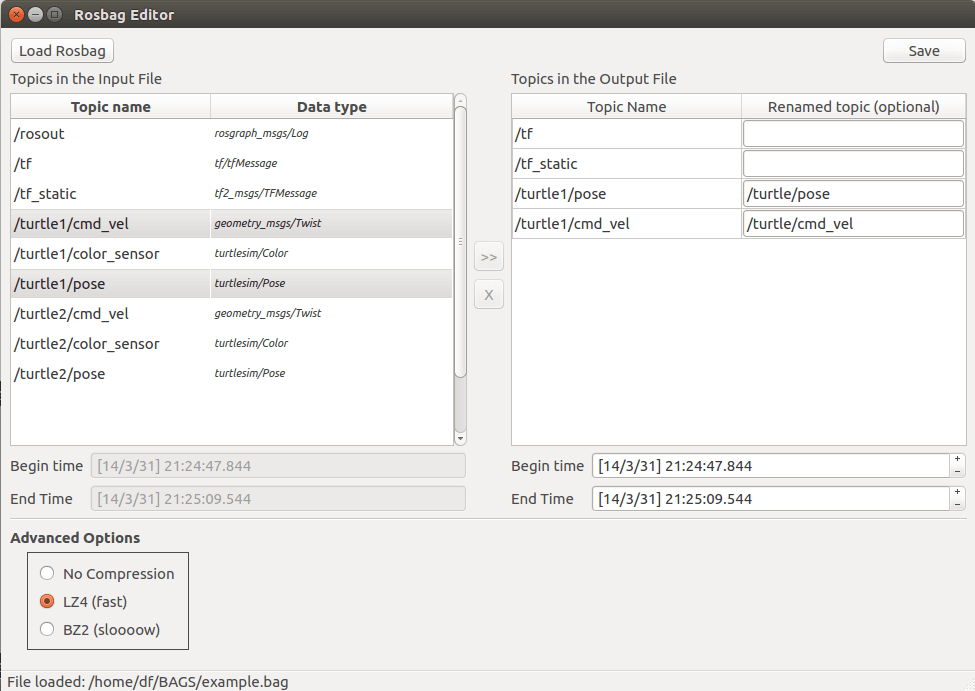 Rosbag Editor
Load Rosbag
Save
Topics in the Input File
Topic name Data type
/rosout rosgraph_msgs/Log
/tf tf/tfMessage
/tf_static tf2_msgs/TFMessage
/turtle1/cmd_vel geometry_msgs/Twist
/turtle1/color_sensor turtlesim/Color
/turtle1/pose turtlesim/Pose
/turtle2/cmd_vel geometry_msgs/Twist
/turtle2/color_sensor turtlesim/Color
/turtle2/pose turtlesim/Pose
Begin time [14/3/31] 21:24:47.844
End Time [14/3/31] 21:25:09.544
>>
X
Topics in the Output File
Topic Name Renamed topic (optional)
/tf
/tf_static
/turtle1/pose /turtle/pose
/turtle1/cmd_vel /turtle/cmd_vel
Begin time [14/3/31] 21:24:47.844
End Time [14/3/31] 21:25:09.544
Advanced Options
No Compression
LZ4 (fast)
BZ2 (sloooow)
File loaded: /home/df/BAGS/example.bag